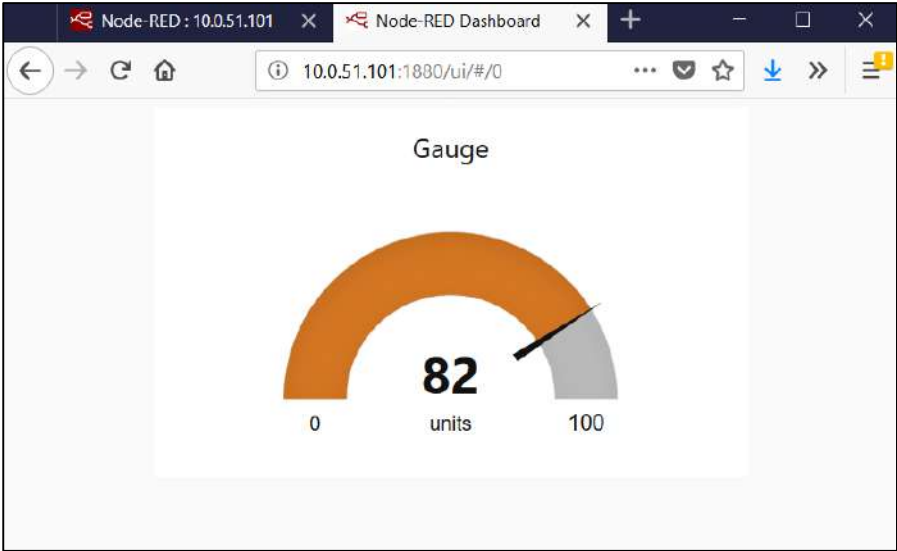 Node-RED : 10.0.51.101
Node-RED Dashboard
10.0.51.101:1880/ui/#/0
Gauge
82
0
units
100